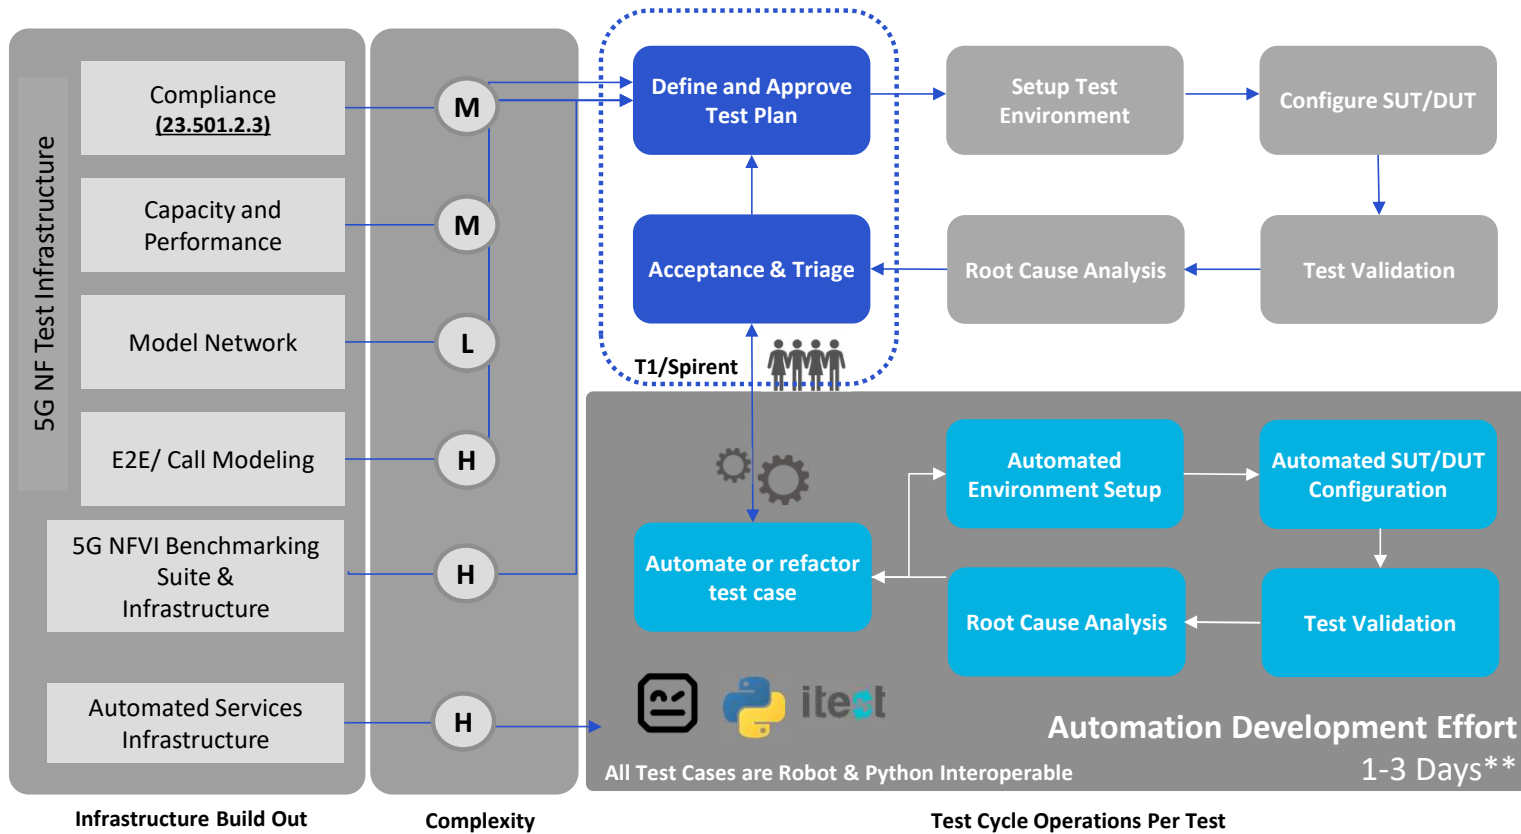 5G NF Test Infrastructure
Compliance
(23.501.2.3)
Capacity and
Performance
Model Network
E2E/ Call Modeling
5G NFVI Benchmarking
Suite &
Infrastructure
Automated Services
Infrastructure
Infrastructure Build Out
M
M
L
H
H
H
Complexity
Define and Approve
Test Plan
Setup Test
Environment
Configure SUT/DUT
Acceptance & Triage
Root Cause Analysis
Test Validation
T1/Spirent
Automate or refactor
test case
Automated
Environment Setup
Automated SUT/DUT
Configuration
Root Cause Analysis
Test Validation
itest
Automation Development Effort
All Test Cases are Robot & Python Interoperable
1-3 Days**
Test Cycle Operations Per Test